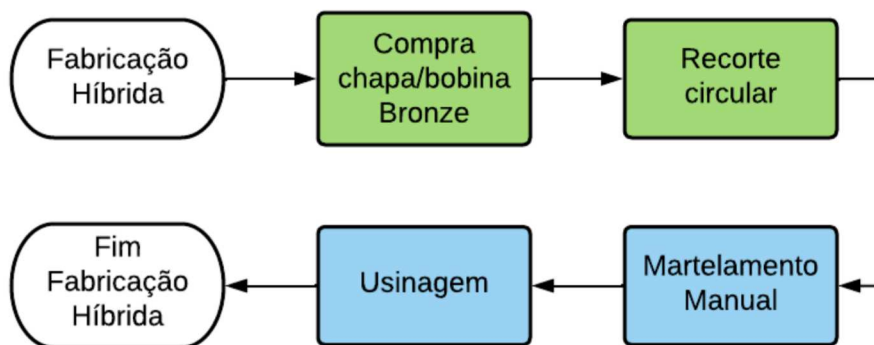 Fabricação
Híbrida
Compra
chapa/bobina
Bronze
Recorte
circular
Martelamento
Manual
Usinagem
Fim
Fabricação
Híbrida